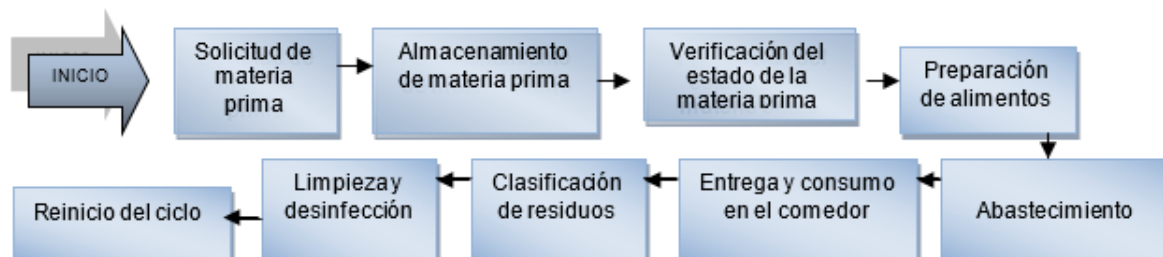 INICIO
Solicitud de
materia
prima
Almacenamiento
de materia prima
Verificación del
estado de la
materia prima
Preparación
de alimentos
Reinicio del ciclo
Limpieza y
desinfección
Clasificación
de residuos
Entrega y consumo
en el comedor
Abastecimiento